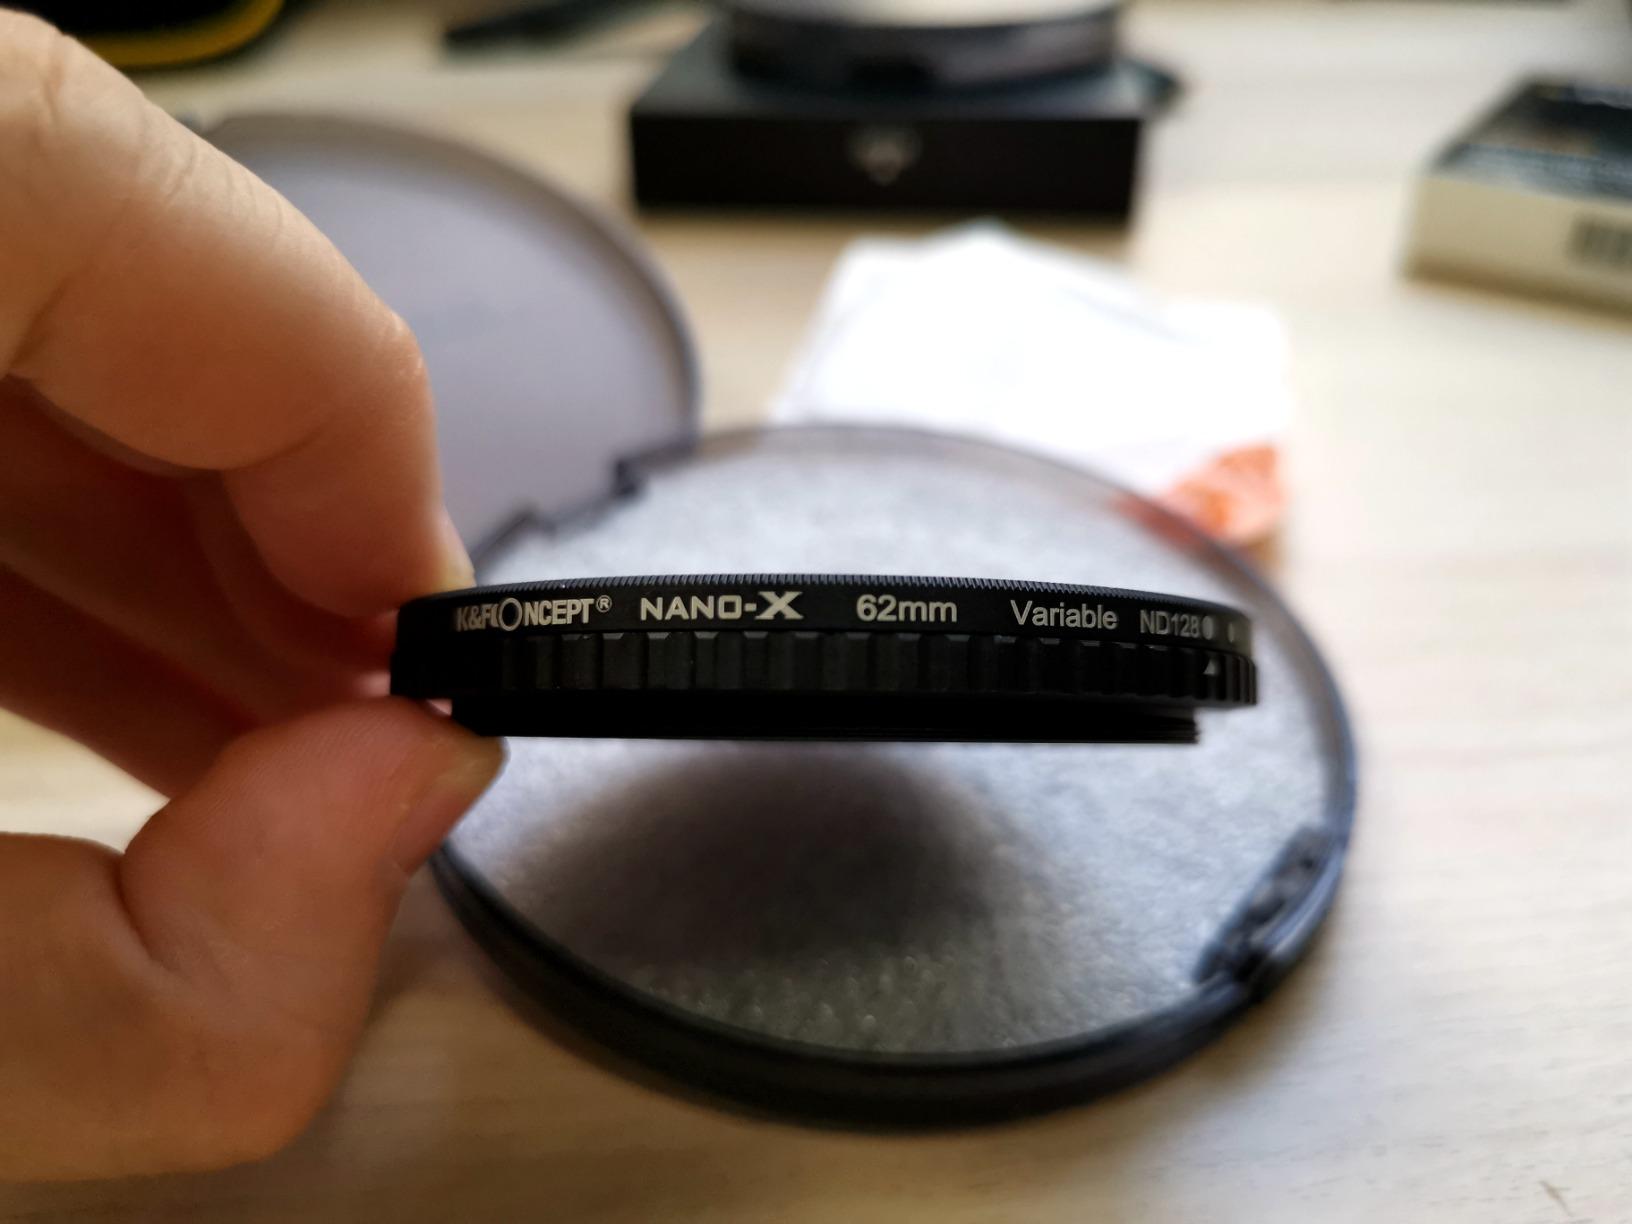 K&F CONCEPT® NANO-X 62mm Variable ND128